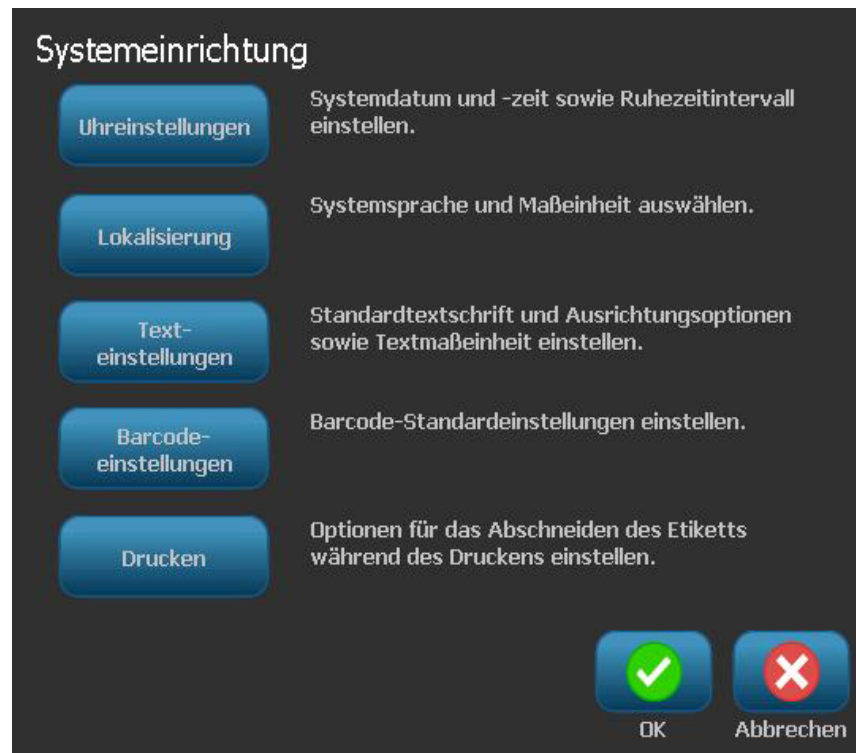 Systemeinrichtung
Uhreinstellungen
Systemdatum und -zeit sowie Ruhezeitintervall
einstellen.
Lokalisierung
Systemsprache und Maßeinheit auswählen.
Text-
einstellungen
Standardtextschrift und Ausrichtungsoptionen
sowie Textmaßeinheit einstellen.
Barcode-
einstellungen
Barcode-Standardeinstellungen einstellen.
Drucken
Optionen für das Abschneiden des Etiketts
während des Druckens einstellen.
OK
Abbrechen